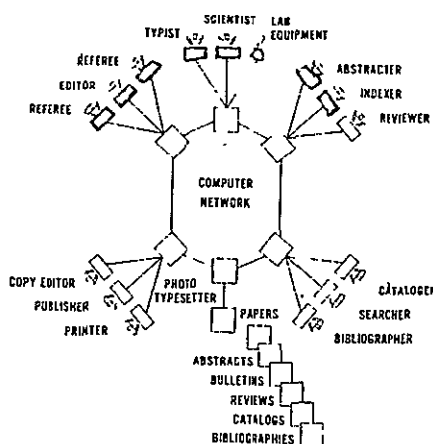 TYPIST
SCIENTIST
LAB
EQUIPMENT
REFEREE
EDITOR
REFEREE
ABSTRACTER
INDEXER
REVIEWER
COMPUTER
NETWORK
COPY EDITOR
PUBLISHER
PRINTER
PHOTO
TYPESETTER
CATALOGER
SEARCHER
BIBLIOGRAPHER
PAPERS
ABSTRACTS
BULLETINS
REVIEWS
CATALOGS
BIBLIOGRAPHIES